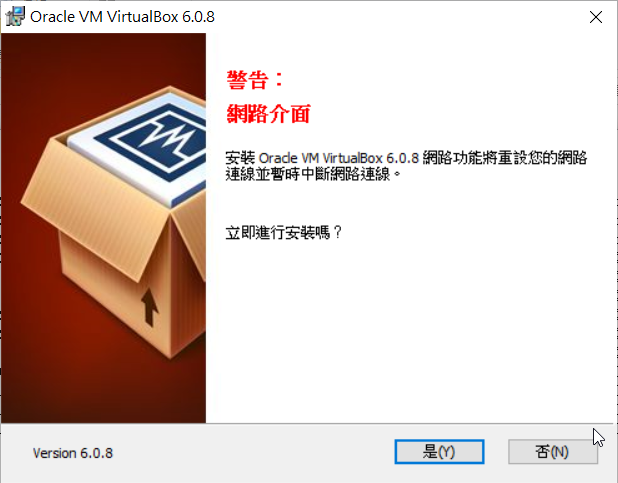 Oracle VM VirtualBox 6.0.8
警告：
網路介面
安裝 Oracle VM VirtualBox 6.0.8 網路功能將重設您的網路
連線並暫時中斷網路連線。
立即進行安裝嗎？
Version 6.0.8
是(Y)
否(N)